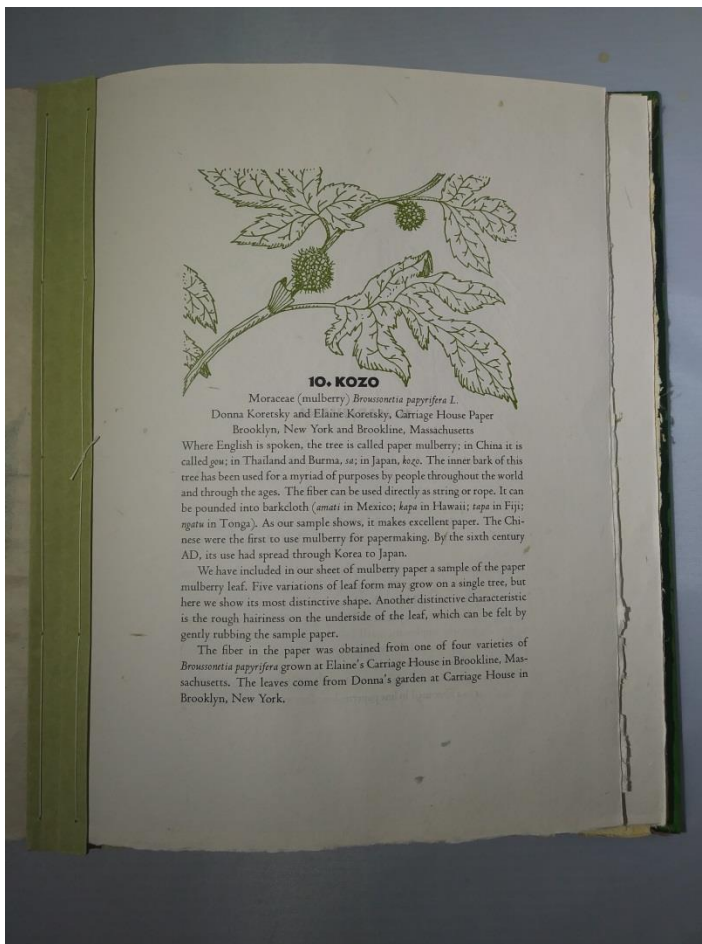 10. KOZO
Moraceae (mulberry) Broussonetia papyrifera L.
Donna Koretsky and Elaine Koretsky, Carriage House Paper
Brooklyn, New York and Brookline, Massachusetts
Where English is spoken, the tree is called paper mulberry; in China it is
called gou; in Thailand and Burma, sa; in Japan, kozo. The inner bark of this
tree has been used for a myriad of purposes by people throughout the world
and through the ages. The fiber can be used directly as string or rope. It can
be pounded into barkcloth (amati in Mexico; kapa in Hawaii; tapa in Fiji;
ngatu in Tonga). As our sample shows, it makes excellent paper. The Chi-
nese were the first to use mulberry for papermaking. By the sixth century
AD, its use had spread through Korea to Japan.
We have included in our sheet of mulberry paper a sample of the paper
mulberry leaf. Five variations of leaf form may grow on a single tree, but
here we show its most distinctive shape. Another distinctive characteristic
is the rough hairiness on the underside of the leaf, which can be felt by
gently rubbing the sample paper.
The fiber in the paper was obtained from one of four varieties of
Broussonetia papyrifera grown at Elaine's Carriage House in Brookline, Mas-
sachusetts. The leaves come from Donna's garden at Carriage House in
Brooklyn, New York.